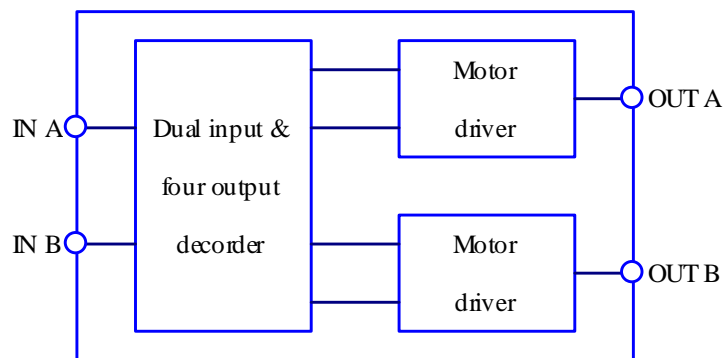 IN A
IN B
Dual input &
four output
decorder
Motor
driver
Motor
driver
OUT A
OUT B